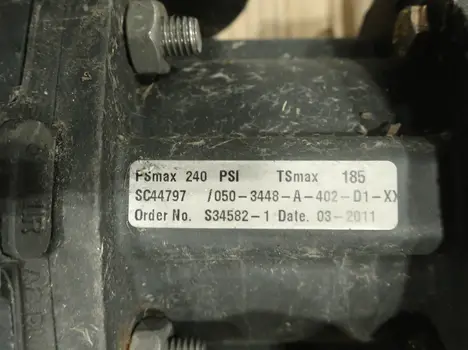 PSmax 240 PSI TSmax 185
SC44797 /050-3448-A-402-D1-XX
Order No. S34582-1 Date. 03-2011